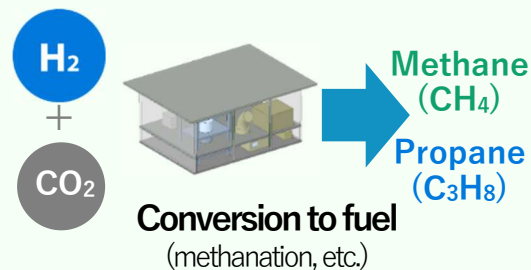 H₂
+
CO₂
Conversion to fuel
(methanation, etc.)
Methane
(CH₄)
Propane
(C₃H₈)